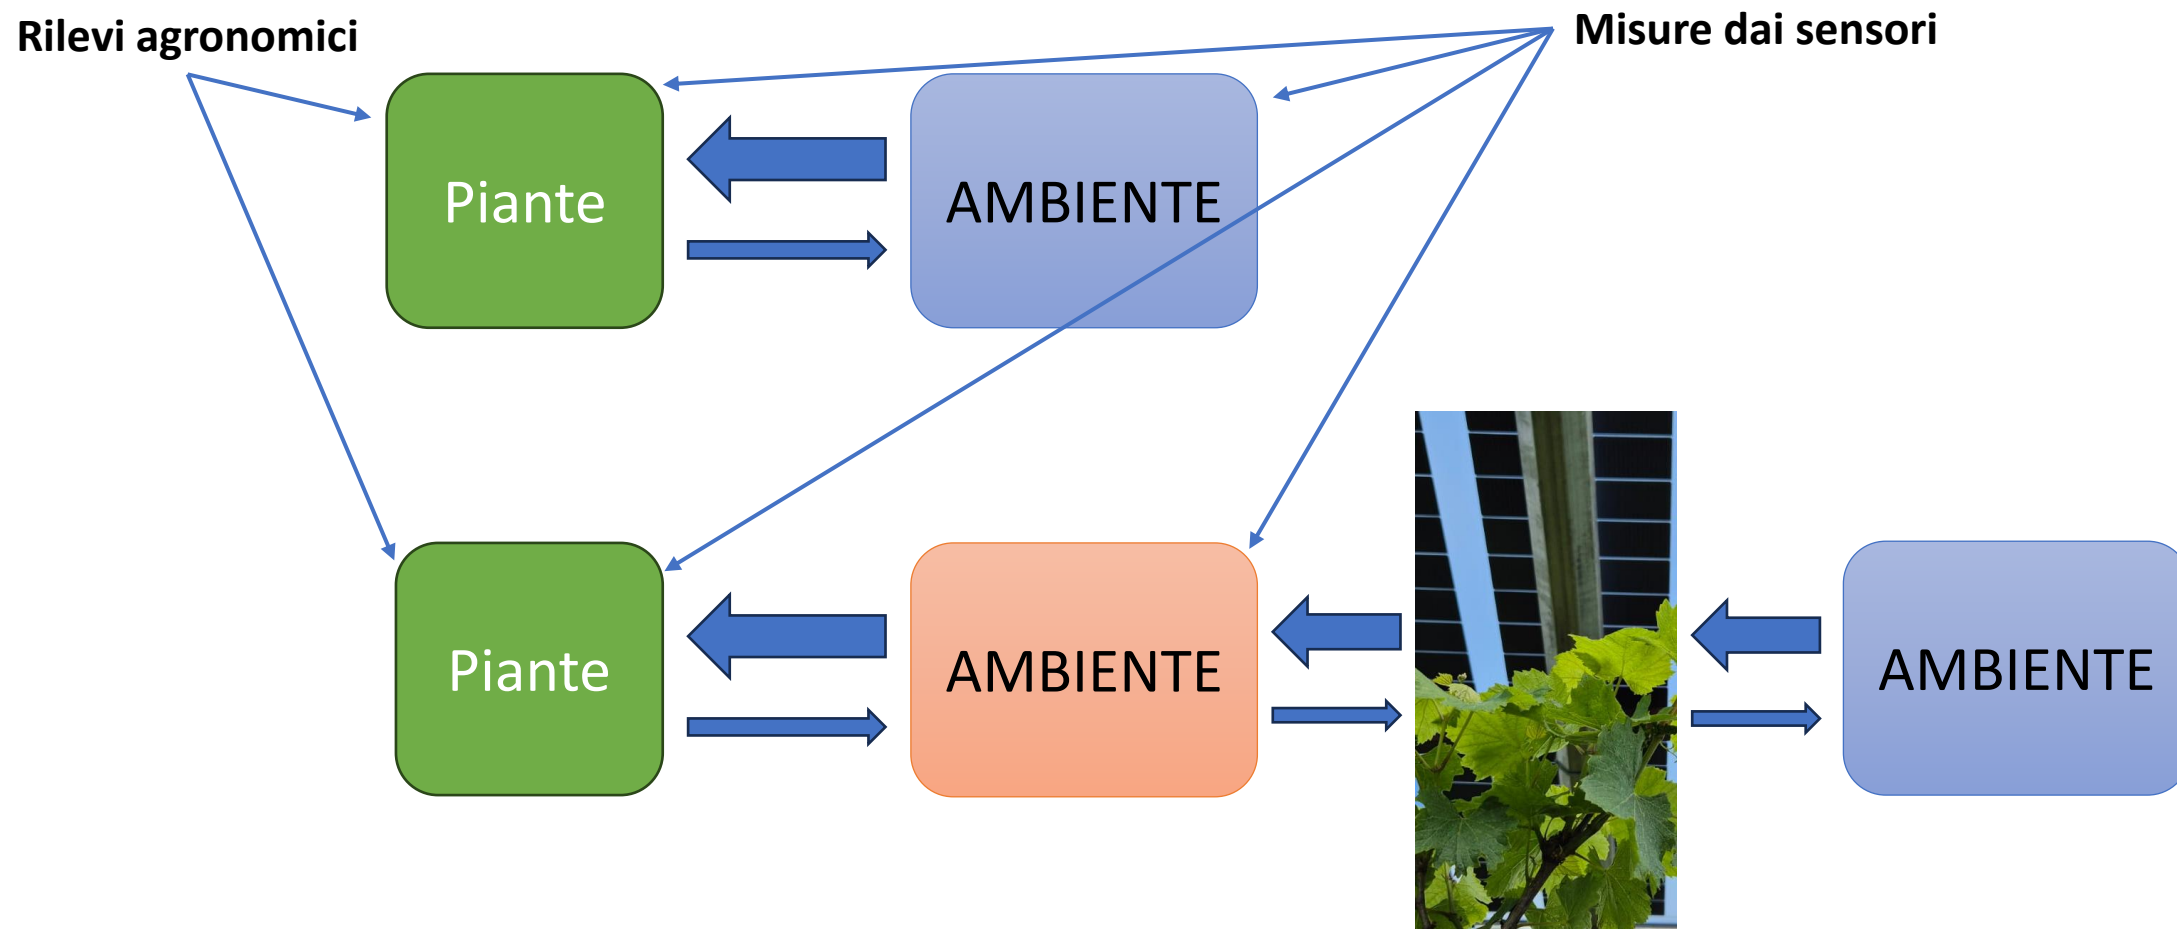 Rilevi agronomici
Misure dai sensori
Piante
AMBIENTE
Piante
AMBIENTE
AMBIENTE